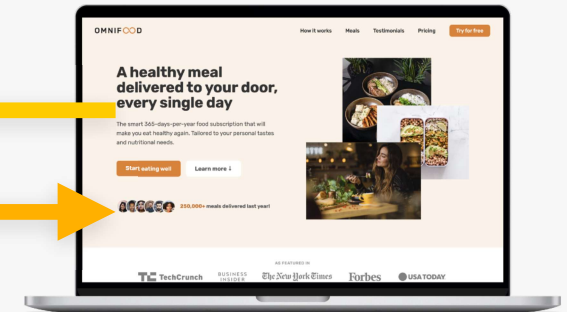 OMNIFOOD
How it works Meals Testimonials Pricing Try for free
A healthy meal
delivered to your door,
every single day
The smart 365-days-per-year food subscription that will
make you eat healthy again. Tailored to your personal tastes
and nutritional needs.
Start eating well Learn more ↓
250,000+ meals delivered last year!
AS FEATURED IN
TechCrunch BUSINESS INSIDER The New York Times Forbes USA TODAY